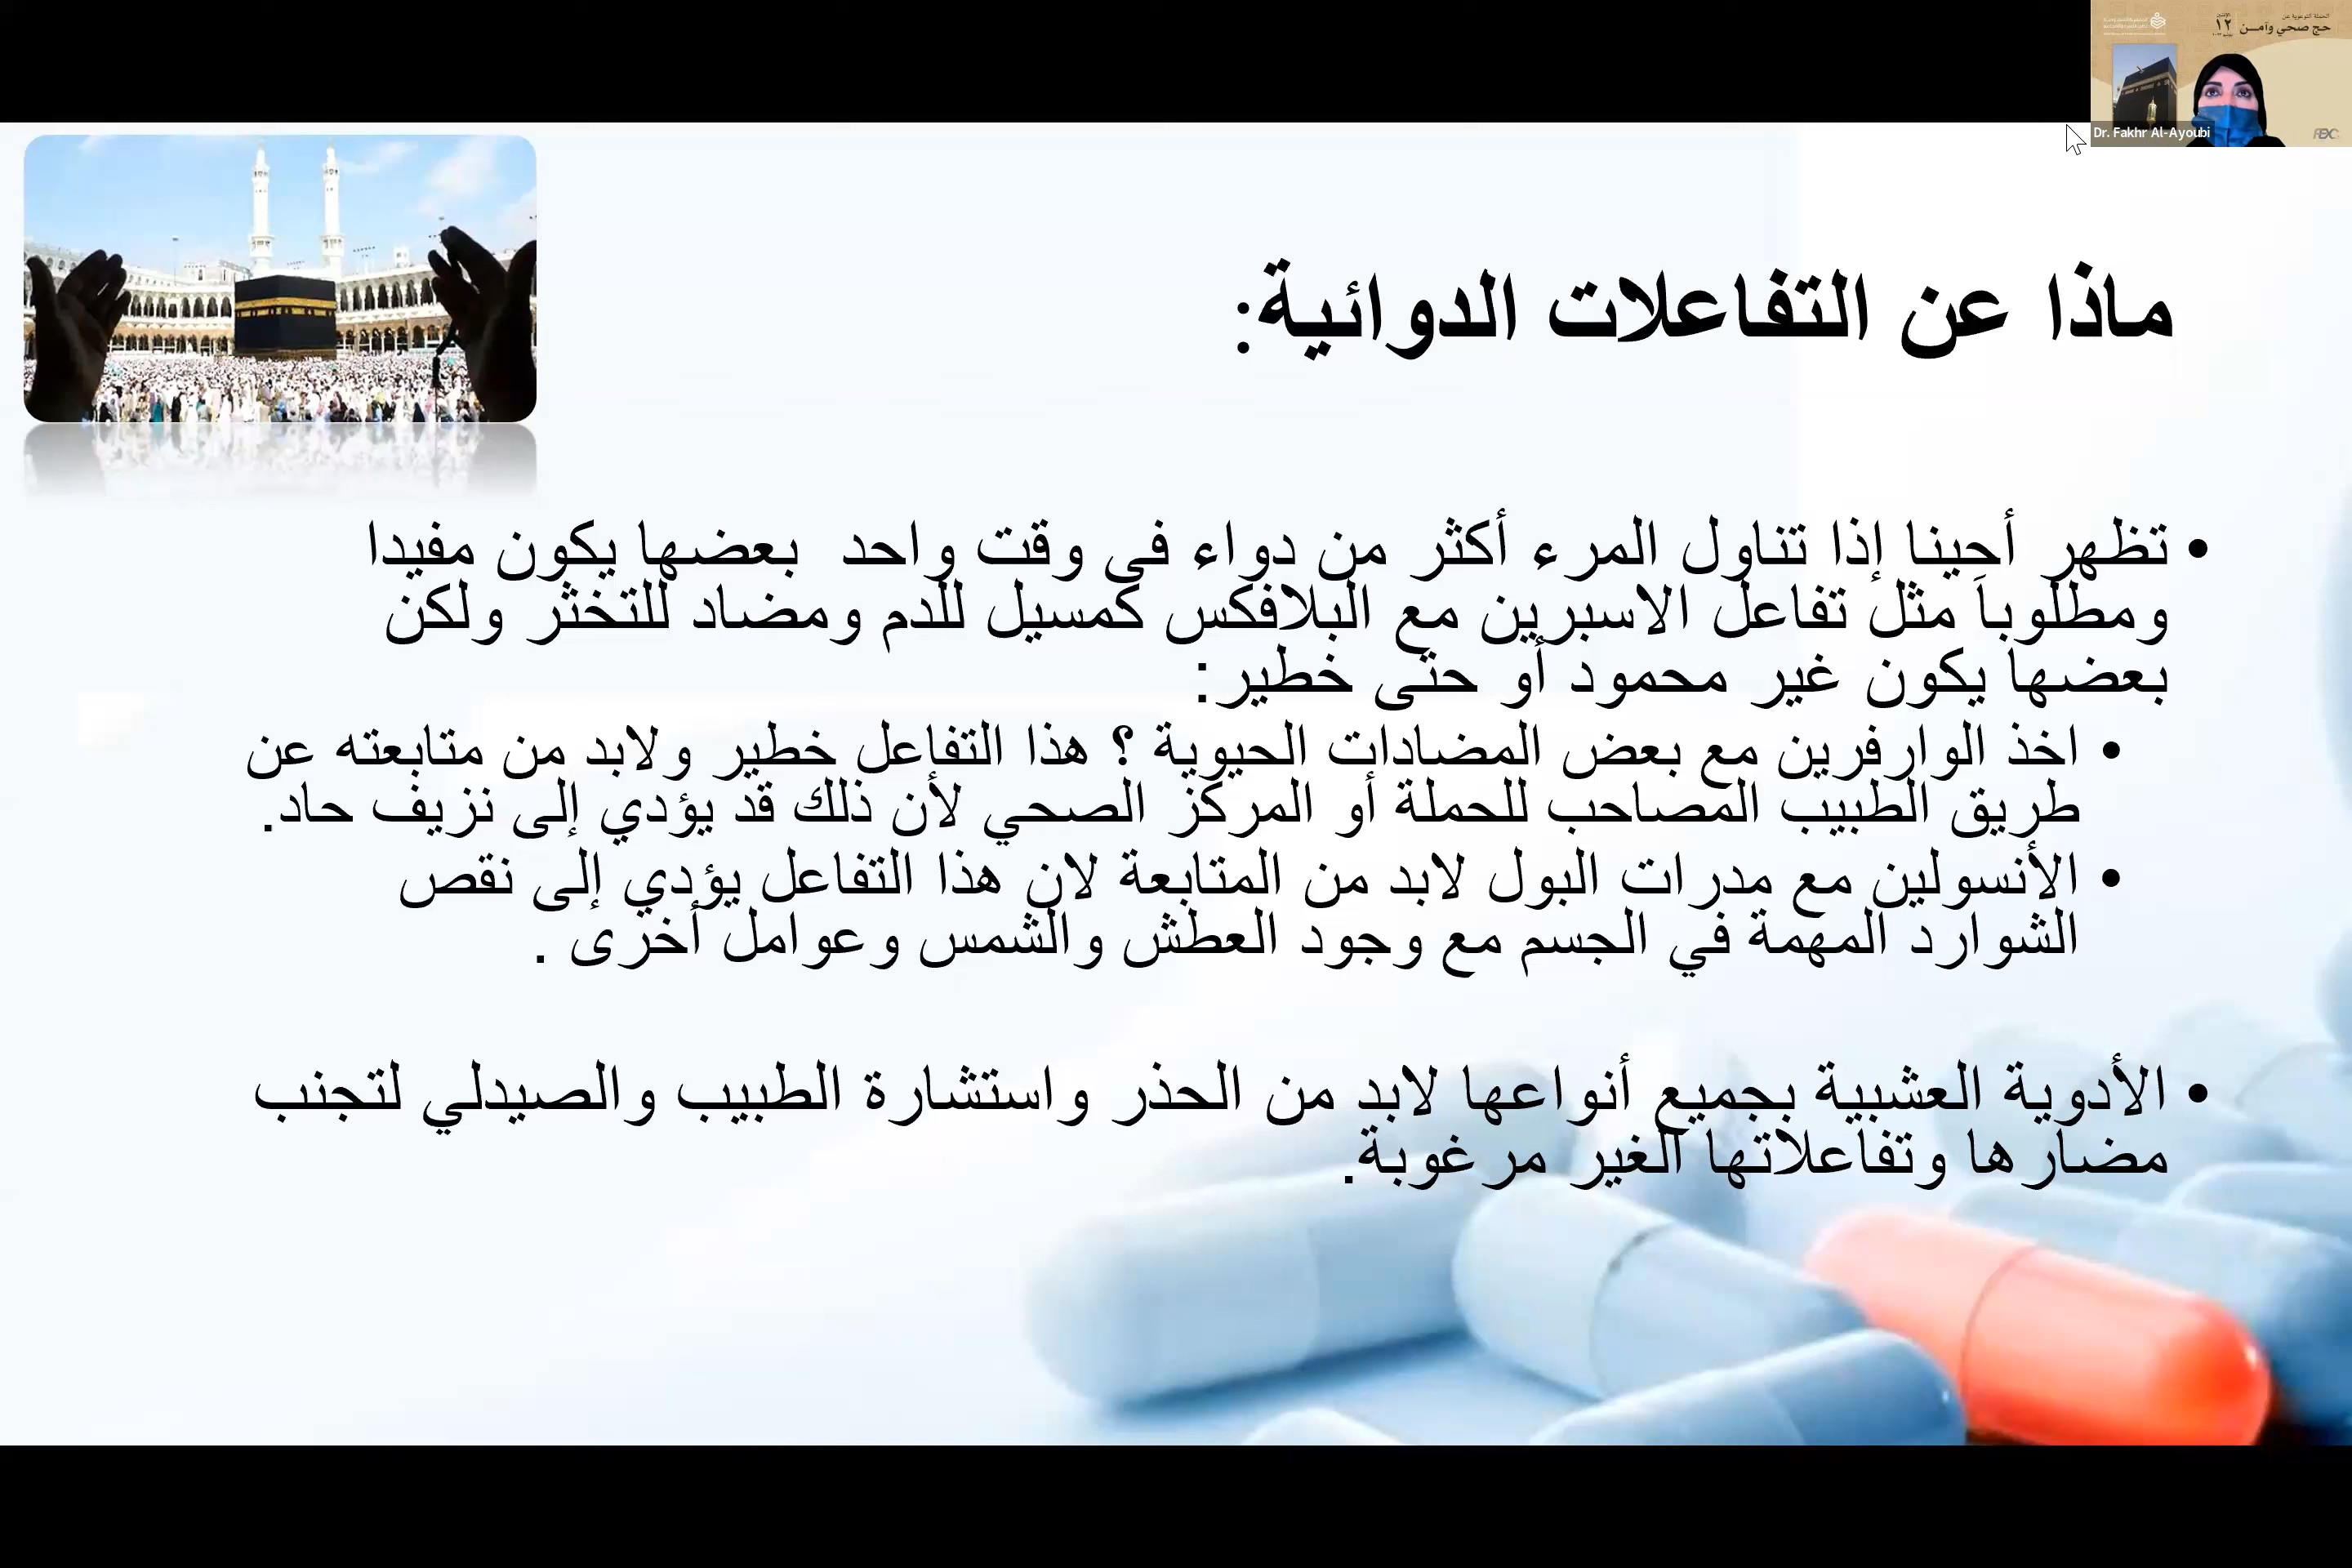 حج صحي وآمــن
١٢
Dr. Fakhr Al-Ayoubi
ماذا عن التفاعلات الدوائية:
• تظهر أحينا إذا تناول المرء أكثر من دواء في وقت واحد بعضها يكون مفيدا
ومطلوباَ مثل تفاعل الاسبرين مع البلافكس كمسيل للدم ومضاد للتخثر ولكن
بعضها يكون غير محمود أو حتى خطير:
• اخذ الوارفرين مع بعض المضادات الحيوية ؟ هذا التفاعل خطير ولابد من متابعته عن
طريق الطبيب المصاحب للحملة أو المركز الصحي لأن ذلك قد يؤدي إلى نزيف حاد.
• الأنسولين مع مدرات البول لابد من المتابعة لان هذا التفاعل يؤدي إلى نقص
الشوارد المهمة في الجسم مع وجود العطش والشمس وعوامل أخرى .
• الأدوية العشبية بجميع أنواعها لابد من الحذر واستشارة الطبيب والصيدلي لتجنب
مضارها وتفاعلاتها الغير مرغوبة.